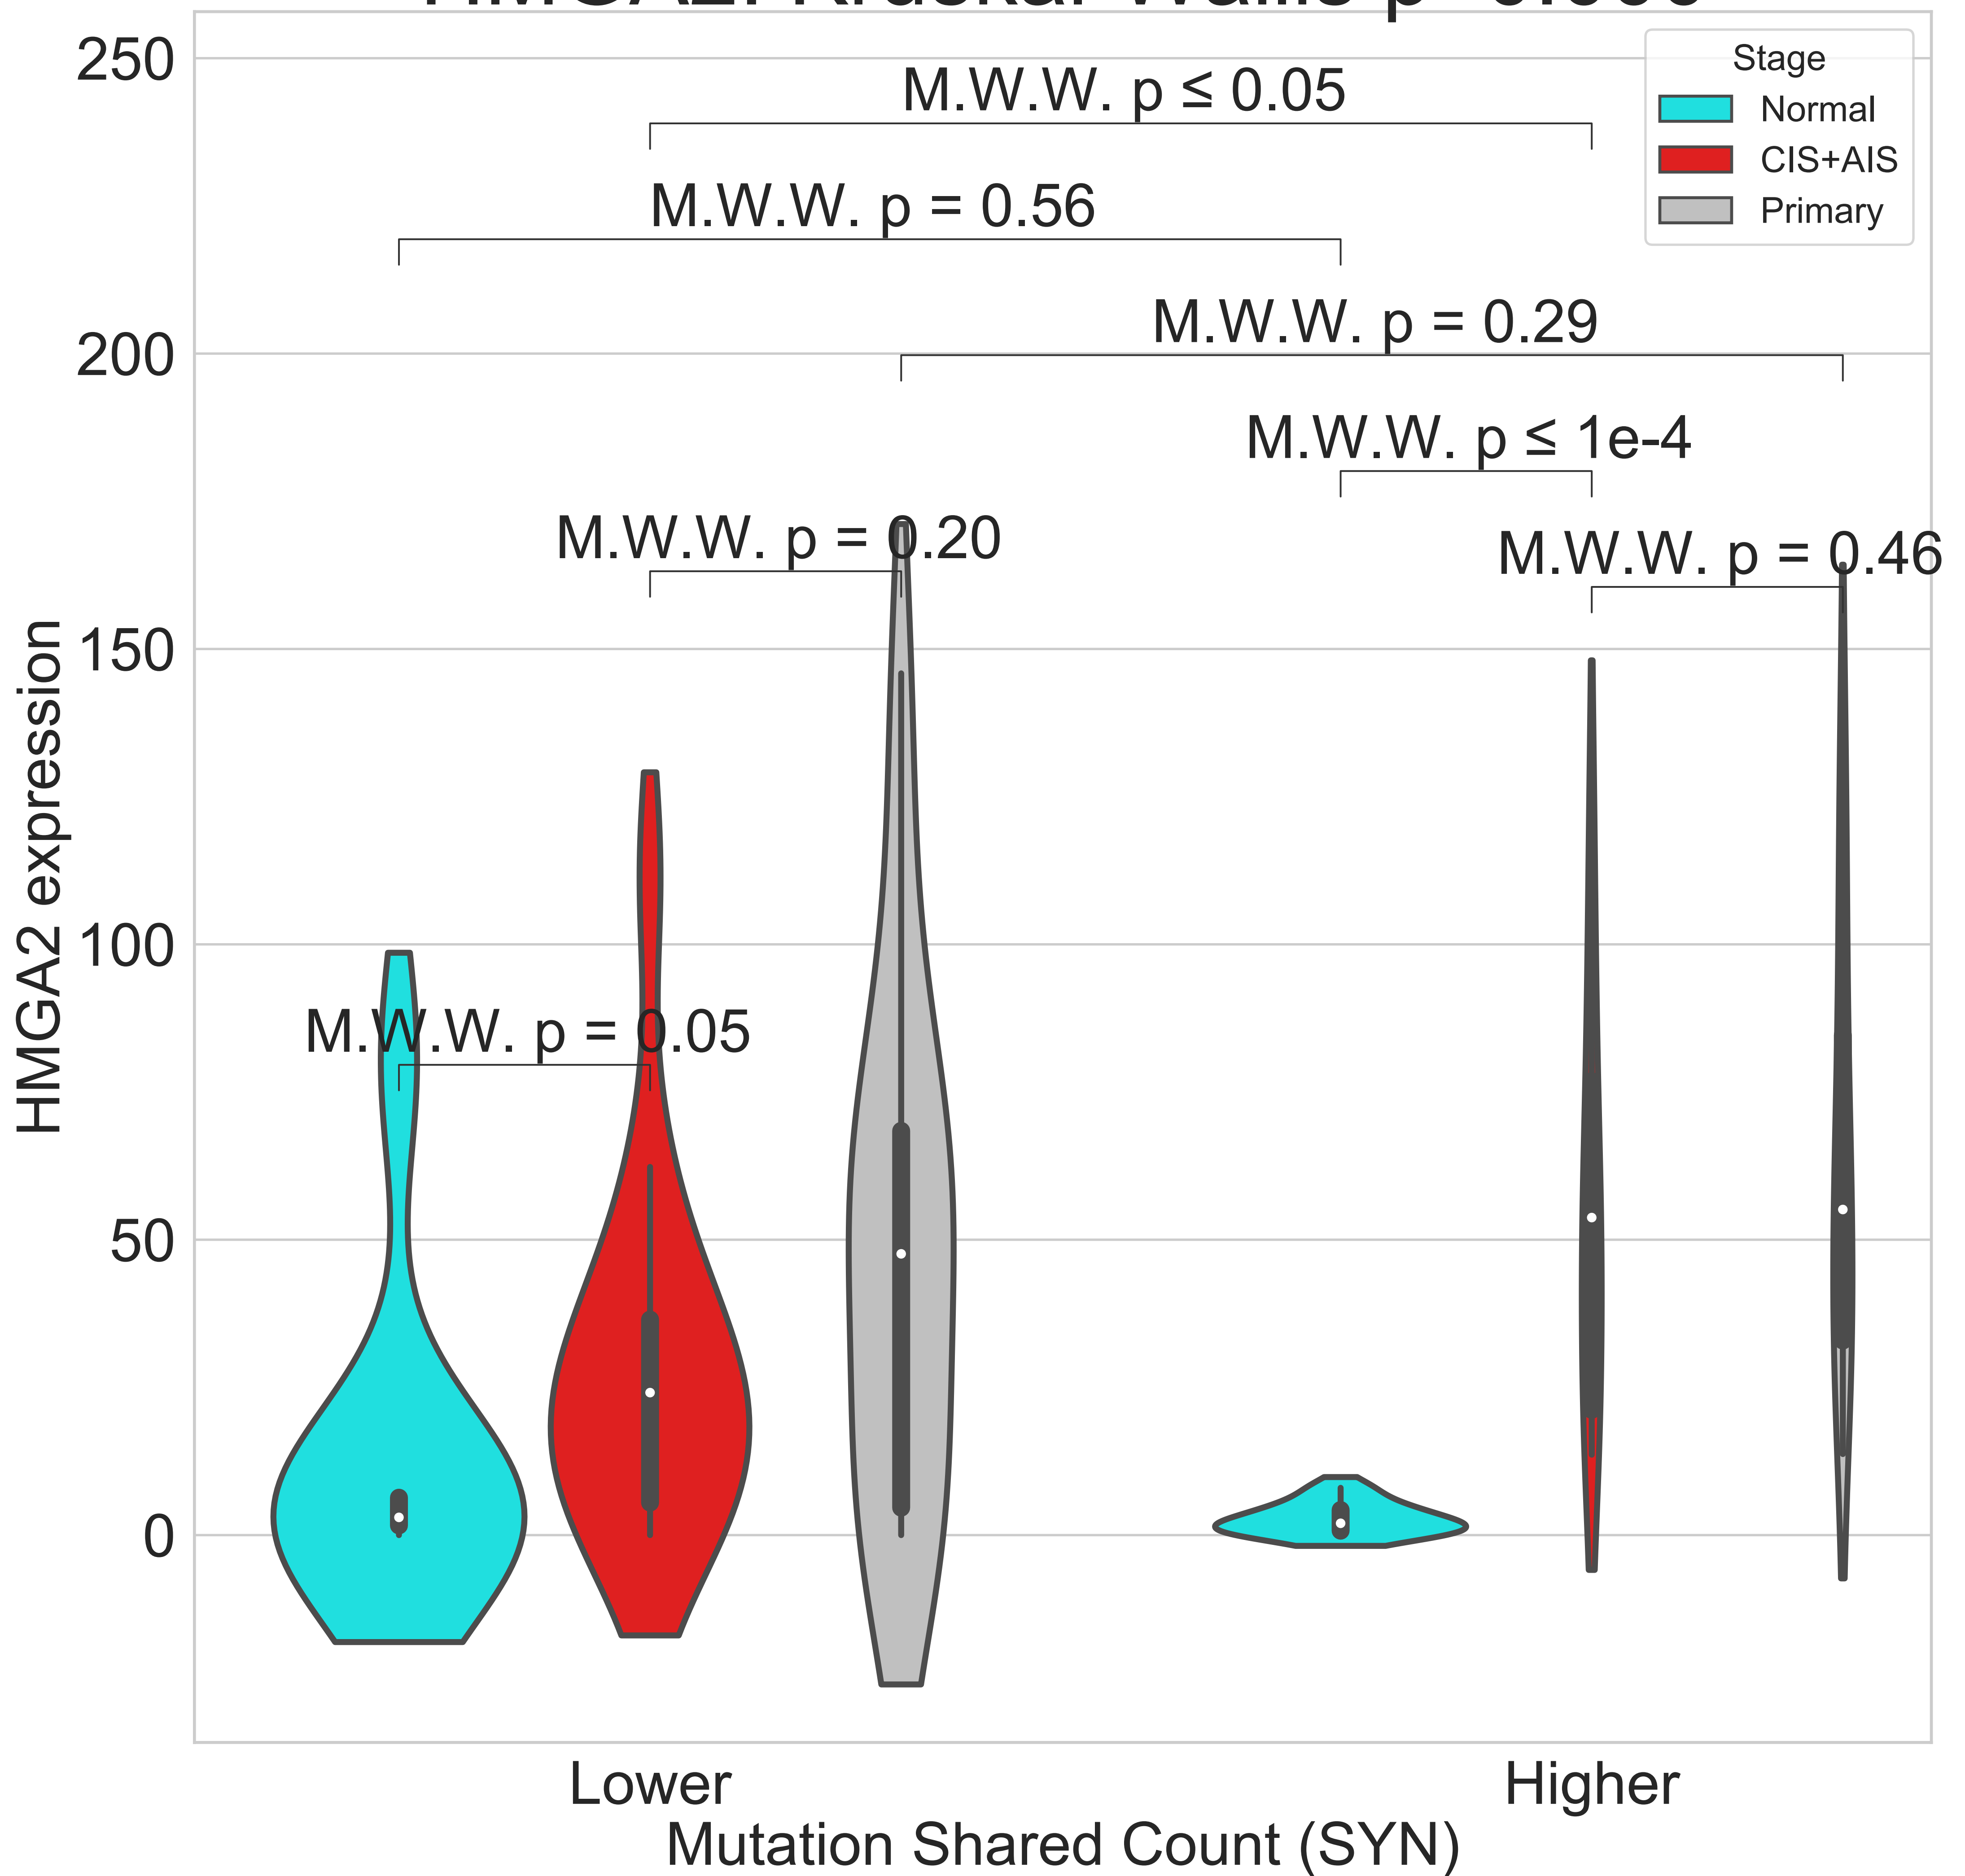 250
200
150
100
50
0
HMGA2 expression
Stage
Normal
CIS+AIS
Primary
M.W.W. p ≤ 0.05
M.W.W. p = 0.56
M.W.W. p = 0.29
M.W.W. p ≤ 1e-4
M.W.W. p = 0.20
M.W.W. p = 0.46
M.W.W. p = 0.05
Lower
Higher
Mutation Shared Count (SYN)